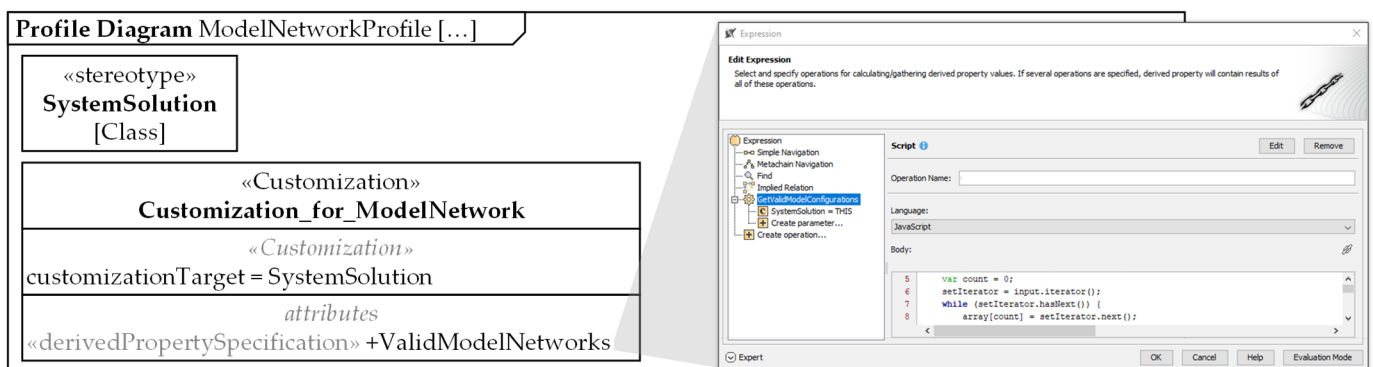 Profile Diagram ModelNetworkProfile [...]
«stereotype»
SystemSolution
[Class]
«Customization»
Customization_for_ModelNetwork
«Customization»
customizationTarget = SystemSolution
attributes
«derivedPropertySpecification» +ValidModelNetworks
Expression
Edit Expression
Select and specify operations for calculating/gathering derived property values. If several operations are specified, derived property will contain results of
all of these operations.
Expression
Simple Navigation
Metachain Navigation
Find
Implied Relation
GetValidModelConfigurations
SystemSolution = THIS
Create parameter...
Create operation...
Script
Edit
Remove
Operation Name:
Language:
JavaScript
Body:
5 var count = 0;
6 setIterator = input.iterator();
7 while (setIterator.hasNext()) {
8 array[count] = setIterator.next();
Expert
OK
Cancel
Help
Evaluation Mode